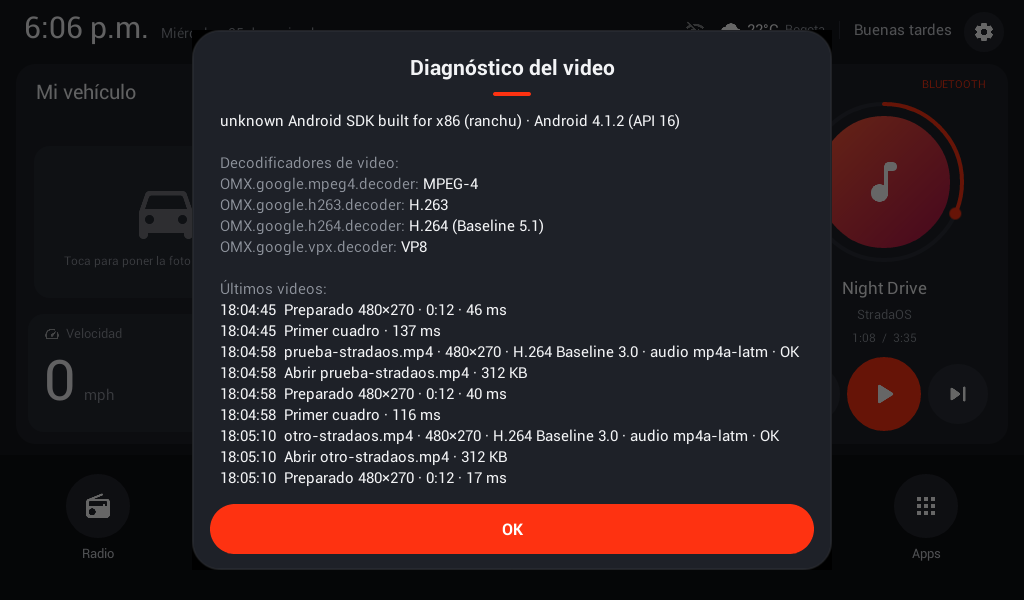 6:06 p.m.
22°C
Buenas tardes
Mi vehículo
BLUETOOTH
Diagnóstico del video
unknown Android SDK built for x86 (ranchu) · Android 4.1.2 (API 16)
Decodificadores de video:
OMX.google.mpeg4.decoder: MPEG-4
OMX.google.h263.decoder: H.263
OMX.google.h264.decoder: H.264 (Baseline 5.1)
OMX.google.vpx.decoder: VP8
Últimos videos:
18:04:45 Preparado 480×270 · 0:12 · 46 ms
18:04:45 Primer cuadro · 137 ms
18:04:58 prueba-stradaos.mp4 · 480×270 · H.264 Baseline 3.0 · audio mp4a-latm · OK
18:04:58 Abrir prueba-stradaos.mp4 · 312 KB
18:04:58 Preparado 480×270 · 0:12 · 40 ms
18:04:58 Primer cuadro · 116 ms
18:05:10 otro-stradaos.mp4 · 480×270 · H.264 Baseline 3.0 · audio mp4a-latm · OK
18:05:10 Abrir otro-stradaos.mp4 · 312 KB
18:05:10 Preparado 480×270 · 0:12 · 17 ms
OK
Toca para poner la foto
Velocidad
0 mph
Night Drive
StradaOS
1:08 / 3:35
Radio
Apps